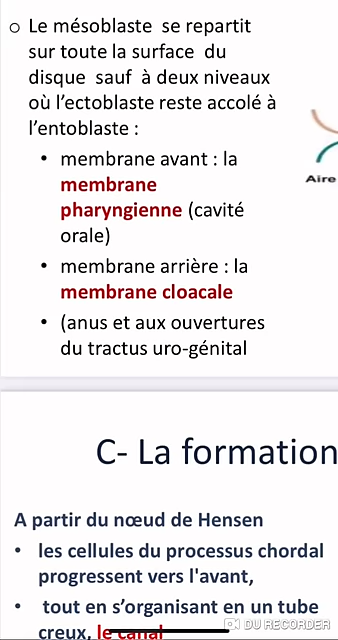 o Le mésoblaste se repartit
sur toute la surface du
disque sauf à deux niveaux
où l'ectoblaste reste accolé à
l'entoblaste :
• membrane avant : la
membrane
pharyngienne (cavité
orale)
Aire
• membrane arrière : la
membrane cloacale
• (anus et aux ouvertures
du tractus uro-génital
C- La formation
A partir du nœud de Hensen
• les cellules du processus chordal
progressent vers l'avant,
• tout en s'organisant en un tube
creux, le canal
DU RECORDER